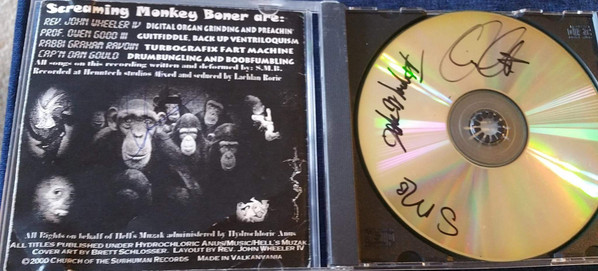 Screaming Monkey Boner are:
REV. JOHN WHEELER IV DIGITAL ORGAN GRINDING AND PREACHIN'
PROF. OWEN GOOD III GUITFIDDLE, BACK UP VENTRILOQUISM
RABBI GRAHAM RAVDIN TURBOGRAFIX FART MACHINE
CAP'N DAN GOULD DRUMBUNGLING AND BOOBFUMBLING
All songs on this recording written and deformed by: S.M.B.
Recorded at Henntech studios Mixed and seduced by Lachlan Rorie
All Rights on behalf of Hell's Muzak administered by Hydrochloric Anus
ALL TITLES PUBLISHED UNDER HYDROCHLORIC ANUS/MUSIC/HELL'S MUZAK
COVER ART BY BRETT SCHLOSSER. LAYOUT BY REV. JOHN WHEELER IV
©2000 CHURCH OF THE SUBHUMAN RECORDS MADE IN VALKANVANIA
SMB